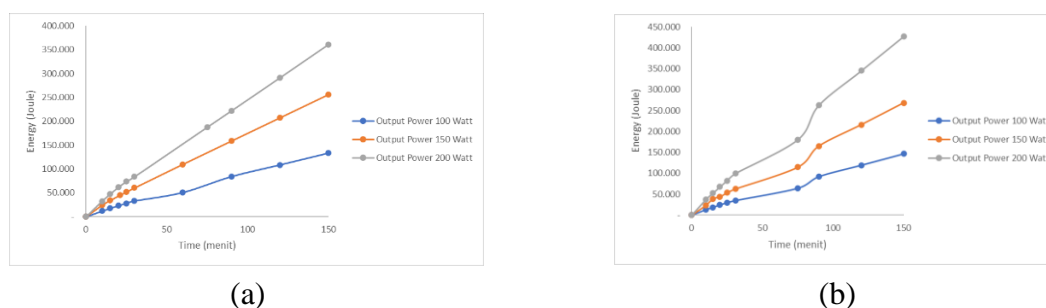 400.000
350.000
300.000
250.000
200.000
150.000
100.000
50.000
-
Energy (Joule)
0
50
100
150
Time (menit)
Output Power 100 Watt
Output Power 150 Watt
Output Power 200 Watt
(a)
450.000
400.000
350.000
300.000
250.000
200.000
150.000
100.000
50.000
-
Energy (Joule)
0
50
100
150
Time (menit)
Output Power 100 Watt
Output Power 150 Watt
Output Power 200 Watt
(b)